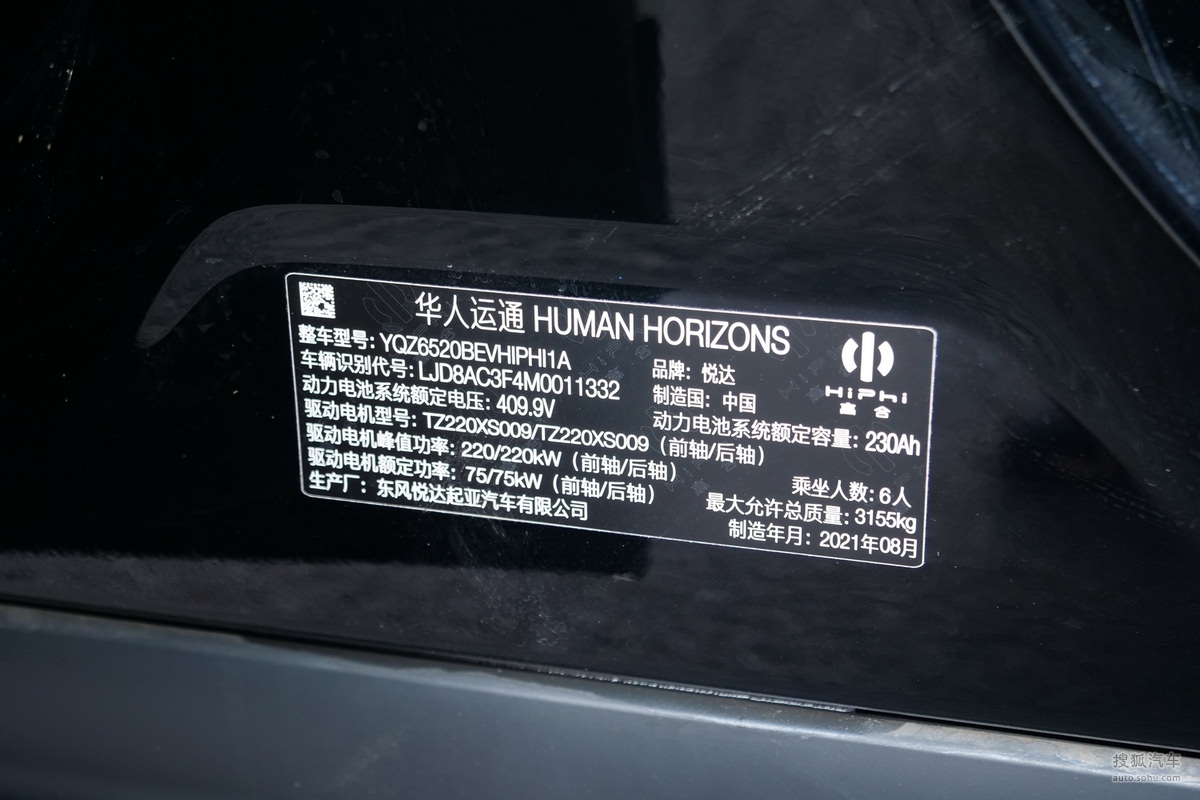 华人运通 HUMAN HORIZONS
HiPhi
高合
整车型号: YQZ6520BEVHIPHI1A
品牌: 悦达
车辆识别代号: LJD8AC3F4M0011332
制造国: 中国
动力电池系统额定电压: 409.9V
动力电池系统额定容量: 230Ah
驱动电机型号: TZ220XS009/TZ220XS009（前轴/后轴）
驱动电机峰值功率: 220/220kW（前轴/后轴）
乘坐人数: 6人
驱动电机额定功率: 75/75kW（前轴/后轴）
最大允许总质量: 3155kg
生产厂: 东风悦达起亚汽车有限公司
制造年月: 2021年08月
搜狐汽车
auto.sohu.com